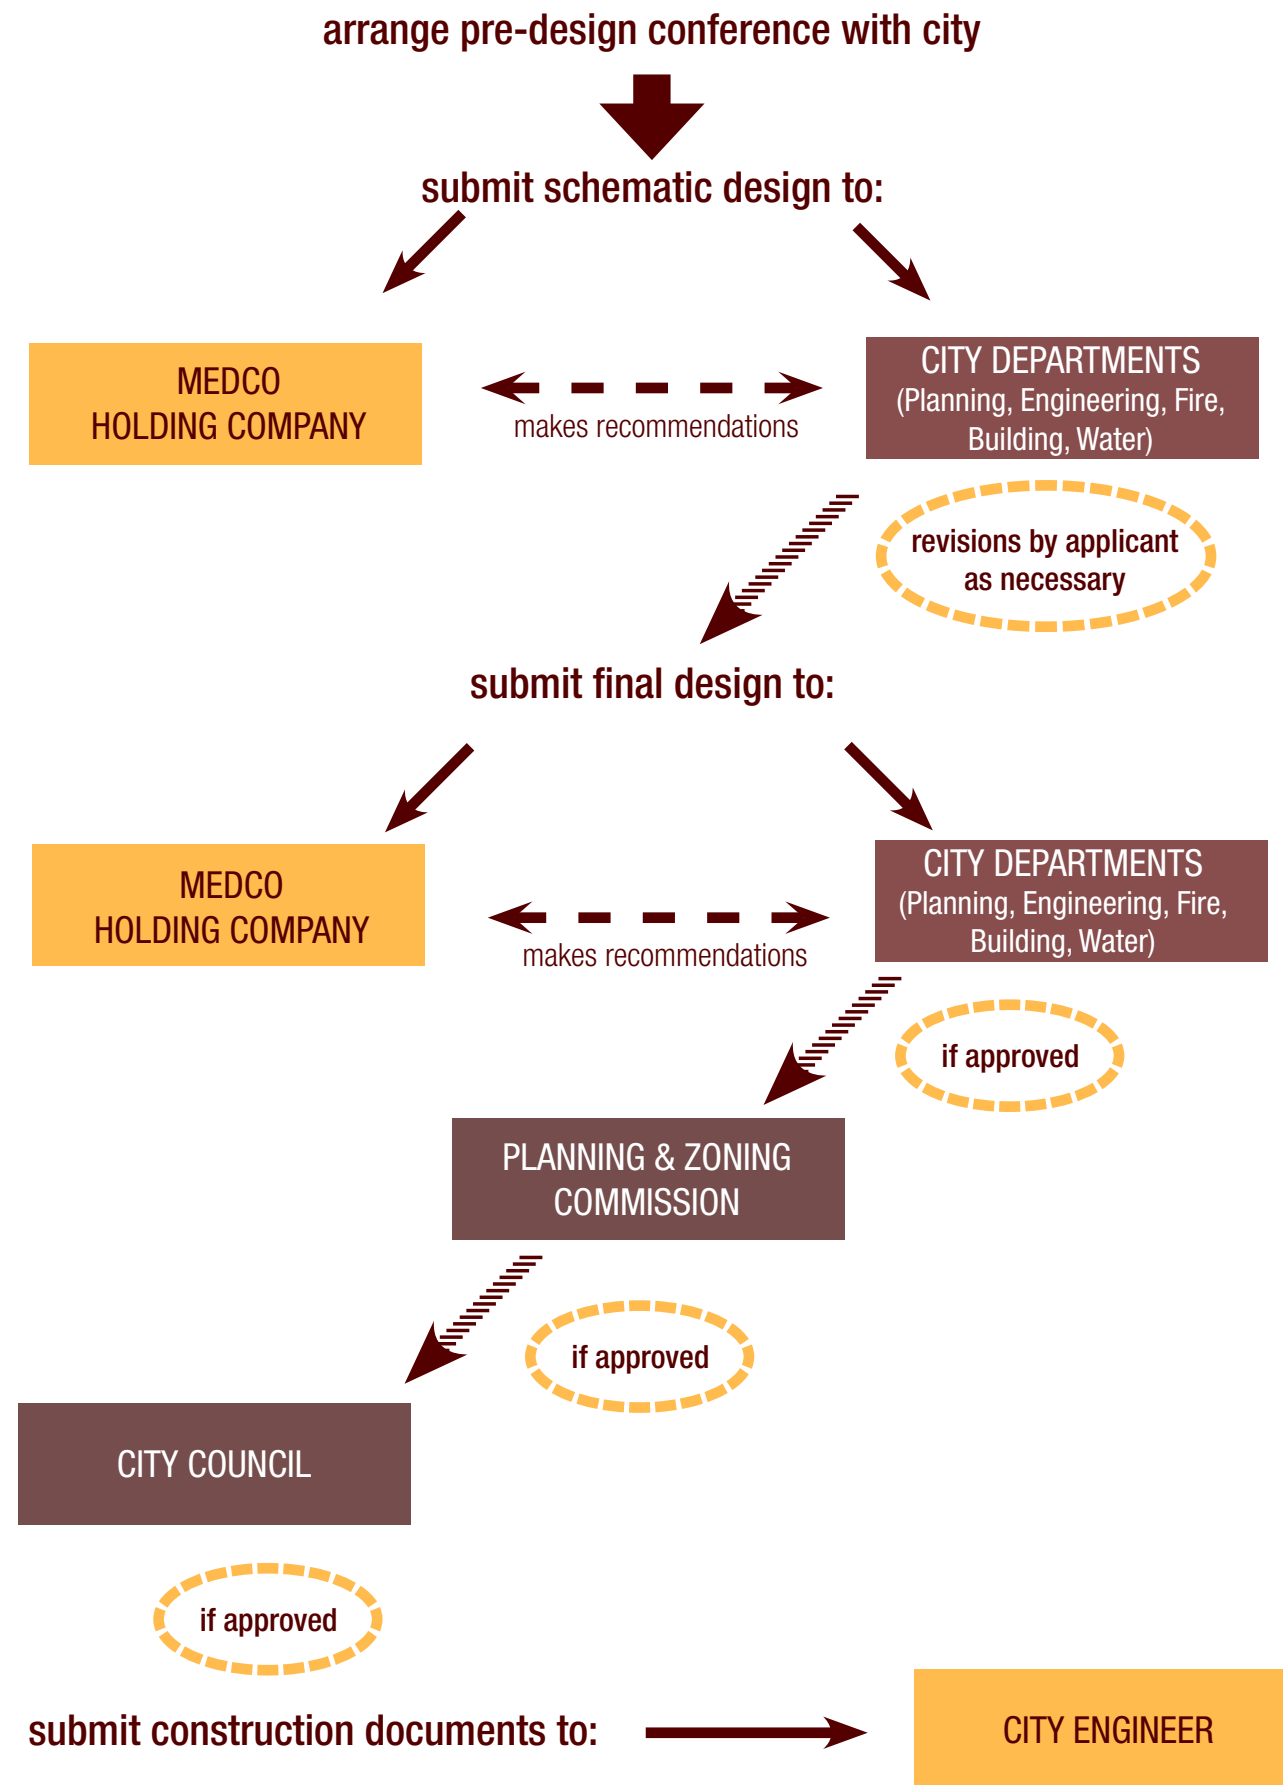 arrange pre-design conference with city
submit schematic design to:
MEDCO
HOLDING COMPANY
makes recommendations
CITY DEPARTMENTS
(Planning, Engineering, Fire,
Building, Water)
revisions by applicant
as necessary
submit final design to:
MEDCO
HOLDING COMPANY
makes recommendations
CITY DEPARTMENTS
(Planning, Engineering, Fire,
Building, Water)
if approved
PLANNING & ZONING
COMMISSION
if approved
CITY COUNCIL
if approved
submit construction documents to:
CITY ENGINEER